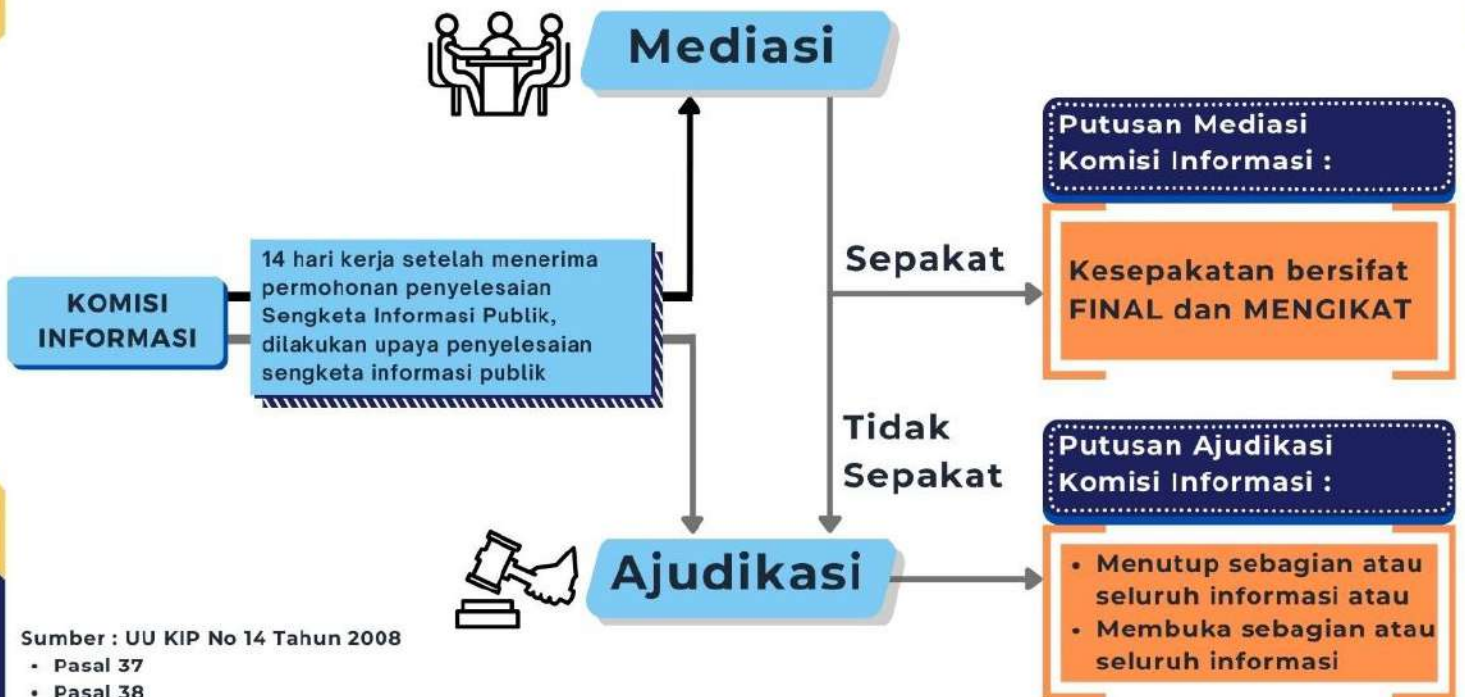 Mediasi
Putusan Mediasi
Komisi Informasi :
Sepakat
Kesepakatan bersifat
FINAL dan MENGIKAT
KOMISI
INFORMASI
14 hari kerja setelah menerima
permohonan penyelesaian
Sengketa Informasi Publik,
dilakukan upaya penyelesaian
sengketa informasi publik
Tidak
Sepakat
Putusan Ajudikasi
Komisi Informasi :
Ajudikasi
• Menutup sebagian atau
seluruh informasi atau
• Membuka sebagian atau
seluruh informasi
Sumber : UU KIP No 14 Tahun 2008
• Pasal 37
• Pasal 38